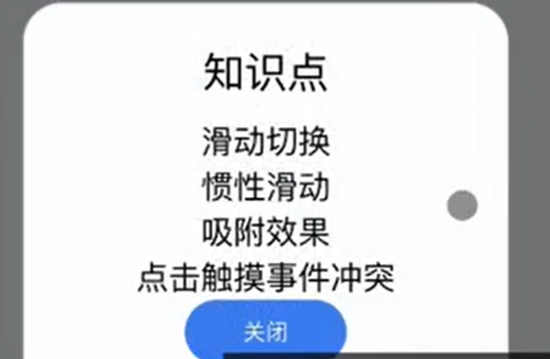 知识点
滑动切换
惯性滑动
吸附效果
点击触摸事件冲突
关闭